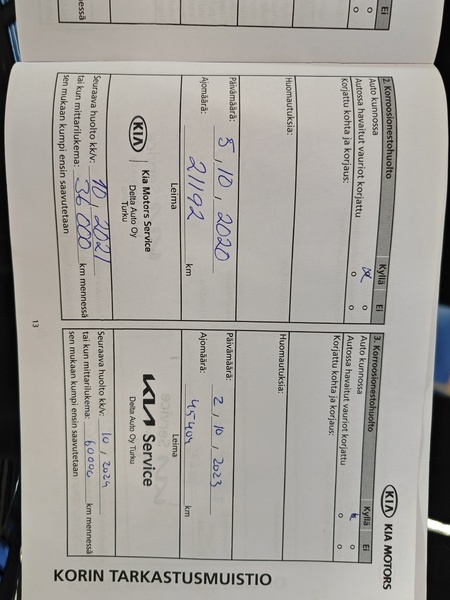 KIA KIA MOTORS
KORIN TARKASTUSMUISTIO
2. Korroosionestohuolto
Kyllä Ei
Auto kunnossa
Autossa havaitut vauriot korjattu
Korjattu kohta ja korjaus:
Huomautuksia:
Päivämäärä: 5, 10, 2020
Ajomäärä: 21192 km
Leima
KIA Kia Motors Service
Delta Auto Oy
Turku
Seuraava huolto kk/v: 10, 2021
tai kun mittarilukema: 36 000 km mennessä
sen mukaan kumpi ensin saavutetaan
3. Korroosionestohuolto
Kyllä Ei
Auto kunnossa
Autossa havaitut vauriot korjattu
Korjattu kohta ja korjaus:
Huomautuksia:
Päivämäärä: 2, 10, 2023
Ajomäärä: 45404 km
Leima
KIA Service
Delta Auto Oy Turku
Seuraava huolto kk/v: 10, 2024
tai kun mittarilukema: 60000 km mennessä
sen mukaan kumpi ensin saavutetaan
13
Ei